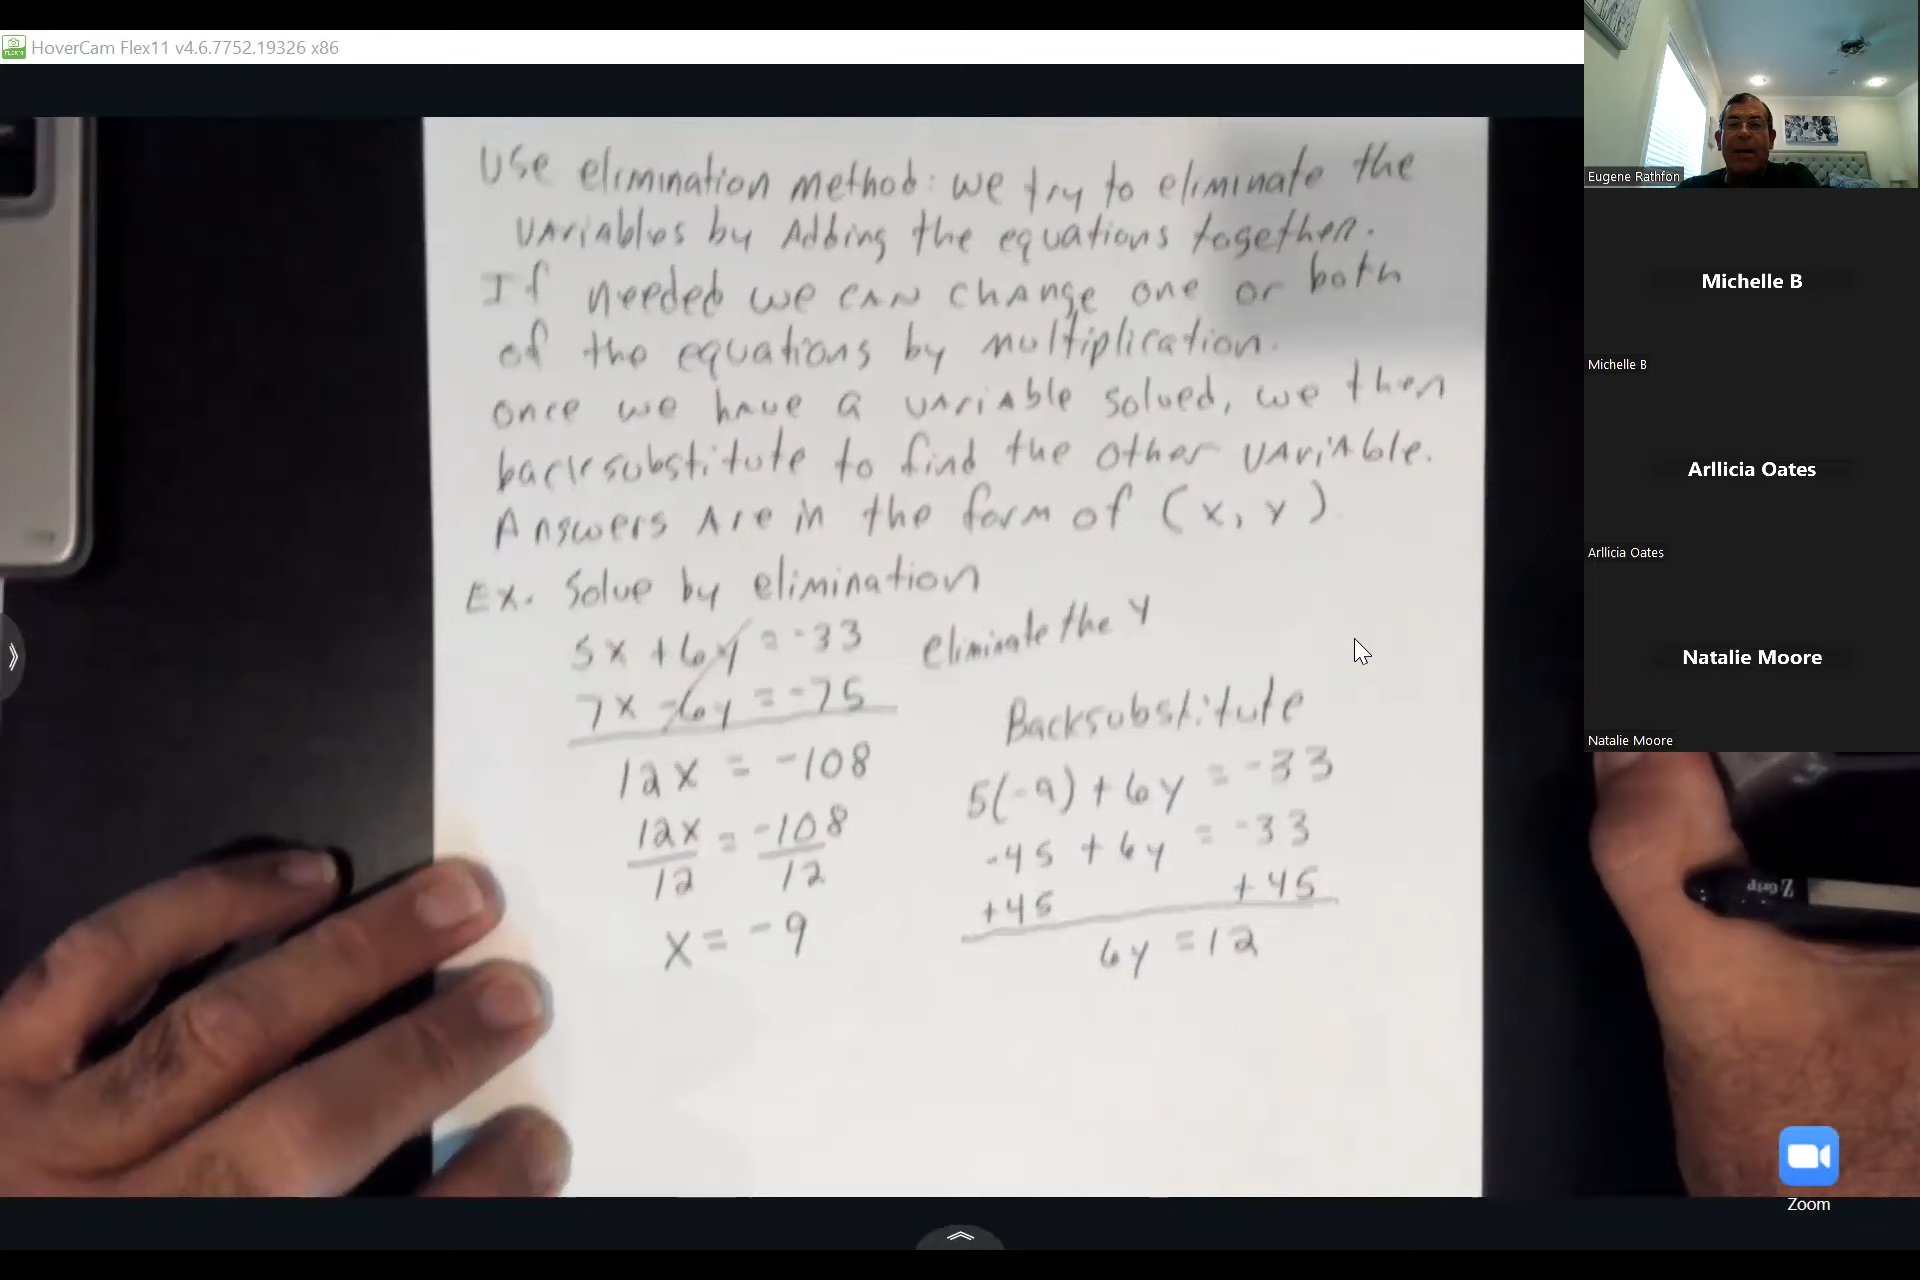 HoverCam Flex11 v4.6.7752.19326 x86
Use elimination method: we try to eliminate the
variables by Adding the equations together.
If needed we can change one or both
of the equations by multiplication.
once we have a variable solved, we then
backsubstitute to find the other variable.
Answers are in the form of (x, y)
Ex. Solve by elimination
5x + 6y = -33 eliminate the y
7x - 6y = -75
12x = -108
12x = -108
12 12
x = -9
Backsubstitute
5(-9) + 6y = -33
-45 + 6y = -33
+45 +45
6y = 12
Eugene Rathfon
Michelle B
Michelle B
Arllicia Oates
Arllicia Oates
Natalie Moore
Natalie Moore
Z-Grip
Zoom